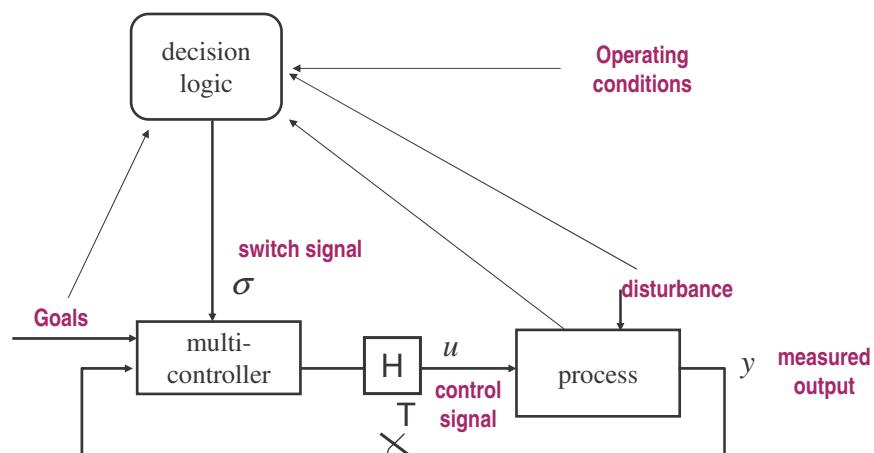 decision
logic
Operating
conditions
switch signal
σ
Goals
disturbance
multi-
controller
H
u
process
y
measured
output
control
signal
T